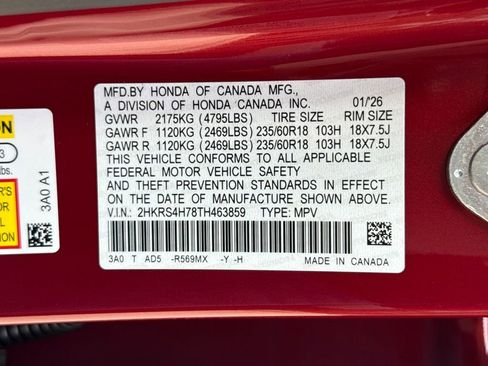 MFD.BY HONDA OF CANADA MFG.,
A DIVISION OF HONDA CANADA INC. 01/26
GVWR 2175KG (4795LBS) TIRE SIZE RIM SIZE
GAWR F 1120KG (2469LBS) 235/60R18 103H 18X7.5J
GAWR R 1120KG (2469LBS) 235/60R18 103H 18X7.5J
THIS VEHICLE CONFORMS TO ALL APPLICABLE
FEDERAL MOTOR VEHICLE SAFETY
AND THEFT PREVENTION STANDARDS IN EFFECT
ON THE DATE OF MANUFACTURE SHOWN ABOVE.
V.I.N.: 2HKRS4H78TH463859 TYPE: MPV
3A0 T AD5 -R569MX -Y -H MADE IN CANADA
3
bs.
3A0 A1